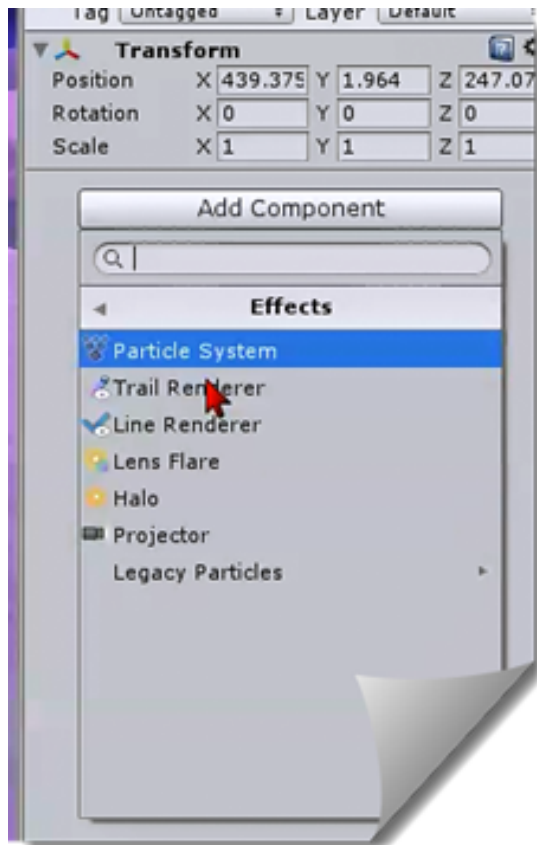 Tag Untagged Layer Default
Transform
Position X 439.375 Y 1.964 Z 247.07
Rotation X 0 Y 0 Z 0
Scale X 1 Y 1 Z 1
Add Component
Effects
Particle System
Trail Renderer
Line Renderer
Lens Flare
Halo
Projector
Legacy Particles